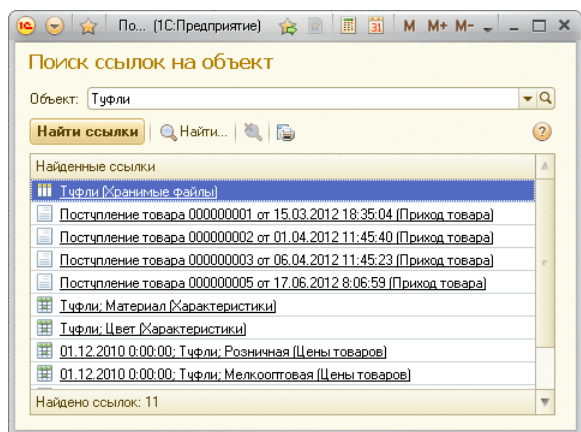 По... (1С:Предприятие) 31 M M+ M-
Поиск ссылок на объект
Объект: Туфли
Найти ссылки Найти... ?
Найденные ссылки
Туфли (Хранимые файлы)
Поступление товара 000000001 от 15.03.2012 18:35:04 (Приход товара)
Поступление товара 000000002 от 01.04.2012 11:45:40 (Приход товара)
Поступление товара 000000003 от 06.04.2012 11:45:23 (Приход товара)
Поступление товара 000000005 от 17.06.2012 8:06:59 (Приход товара)
Туфли; Материал (Характеристики)
Туфли; Цвет (Характеристики)
01.12.2010 0:00:00; Туфли; Розничная (Цены товаров)
01.12.2010 0:00:00; Туфли; Мелкооптовая (Цены товаров)
Найдено ссылок: 11